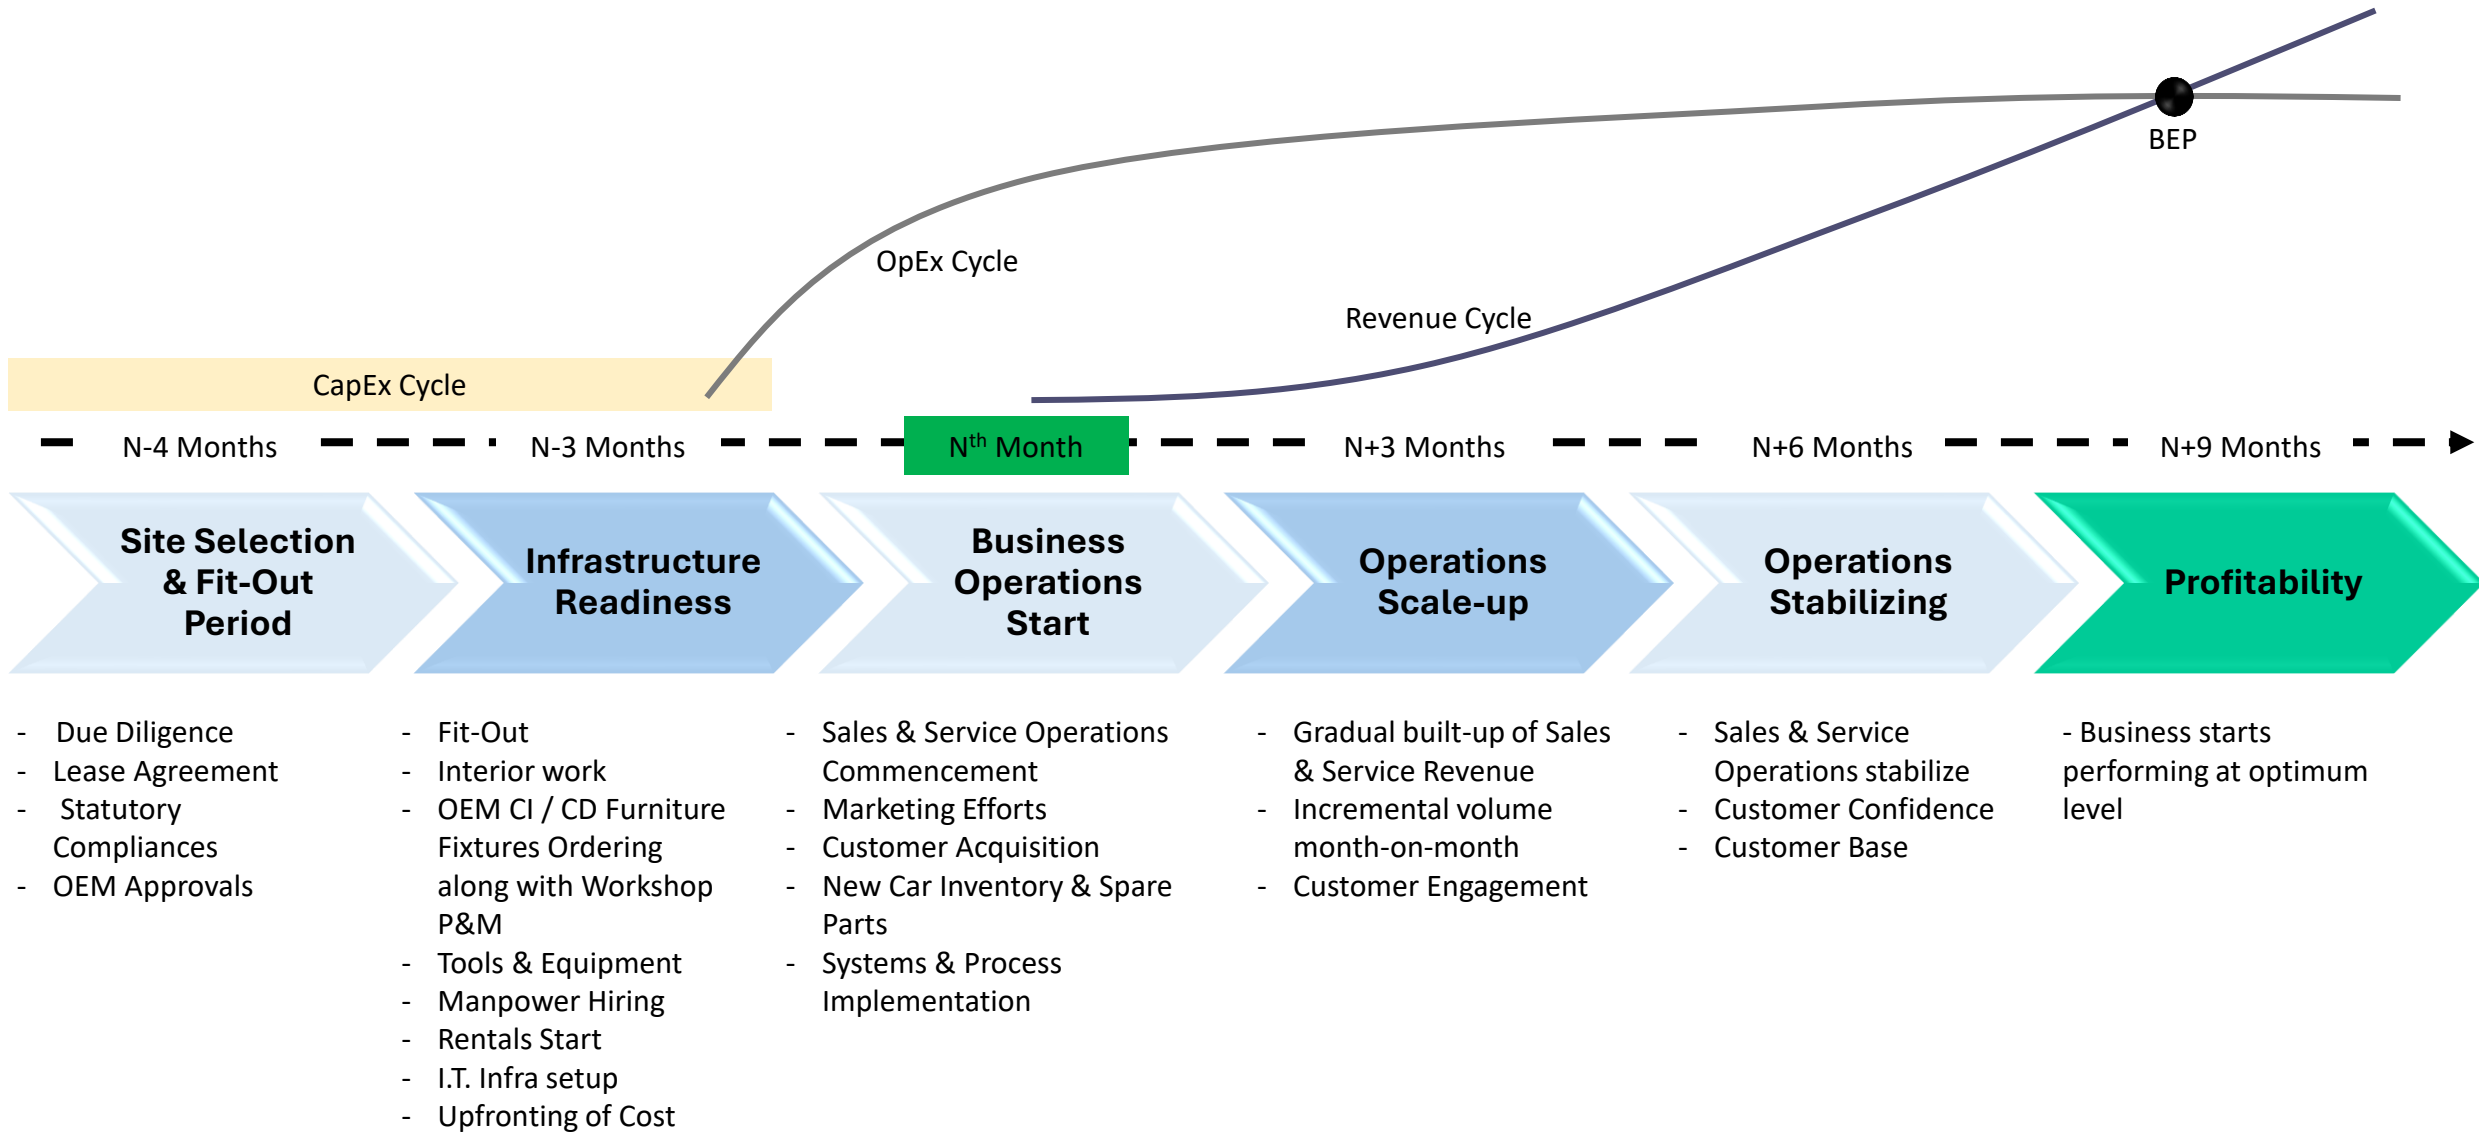 BEP
OpEx Cycle
Revenue Cycle
CapEx Cycle
N-4 Months
N-3 Months
Nth Month
N+3 Months
N+6 Months
N+9 Months
Site Selection
& Fit-Out
Period
Infrastructure
Readiness
Business
Operations
Start
Operations
Scale-up
Operations
Stabilizing
Profitability
- Due Diligence
- Lease Agreement
- Statutory
Compliances
- OEM Approvals
- Fit-Out
- Interior work
- OEM CI / CD Furniture
Fixtures Ordering
along with Workshop
P&M
- Tools & Equipment
- Manpower Hiring
- Rentals Start
- I.T. Infra setup
- Upfronting of Cost
- Sales & Service Operations
Commencement
- Marketing Efforts
- Customer Acquisition
- New Car Inventory & Spare
Parts
- Systems & Process
Implementation
- Gradual built-up of Sales
& Service Revenue
- Incremental volume
month-on-month
- Customer Engagement
- Sales & Service
Operations stabilize
- Customer Confidence
- Customer Base
- Business starts
performing at optimum
level